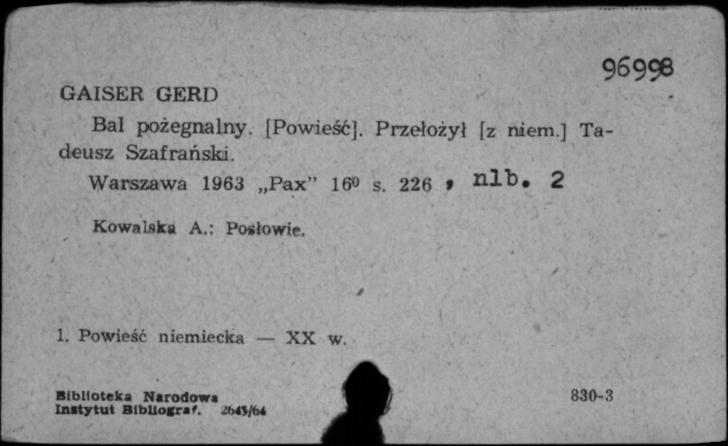 96998
GAISER GERD
Bal pożegnalny. [Powieść]. Przełożył [z niem.] Ta-
deusz Szafrański.
Warszawa 1963 „Pax” 16⁰ s. 226 , nlb. 2
Kowalska A.: Posłowie.
1. Powieść niemiecka — XX w.
Biblioteka Narodowa 830-3
Instytut Bibliograf. 2645/64